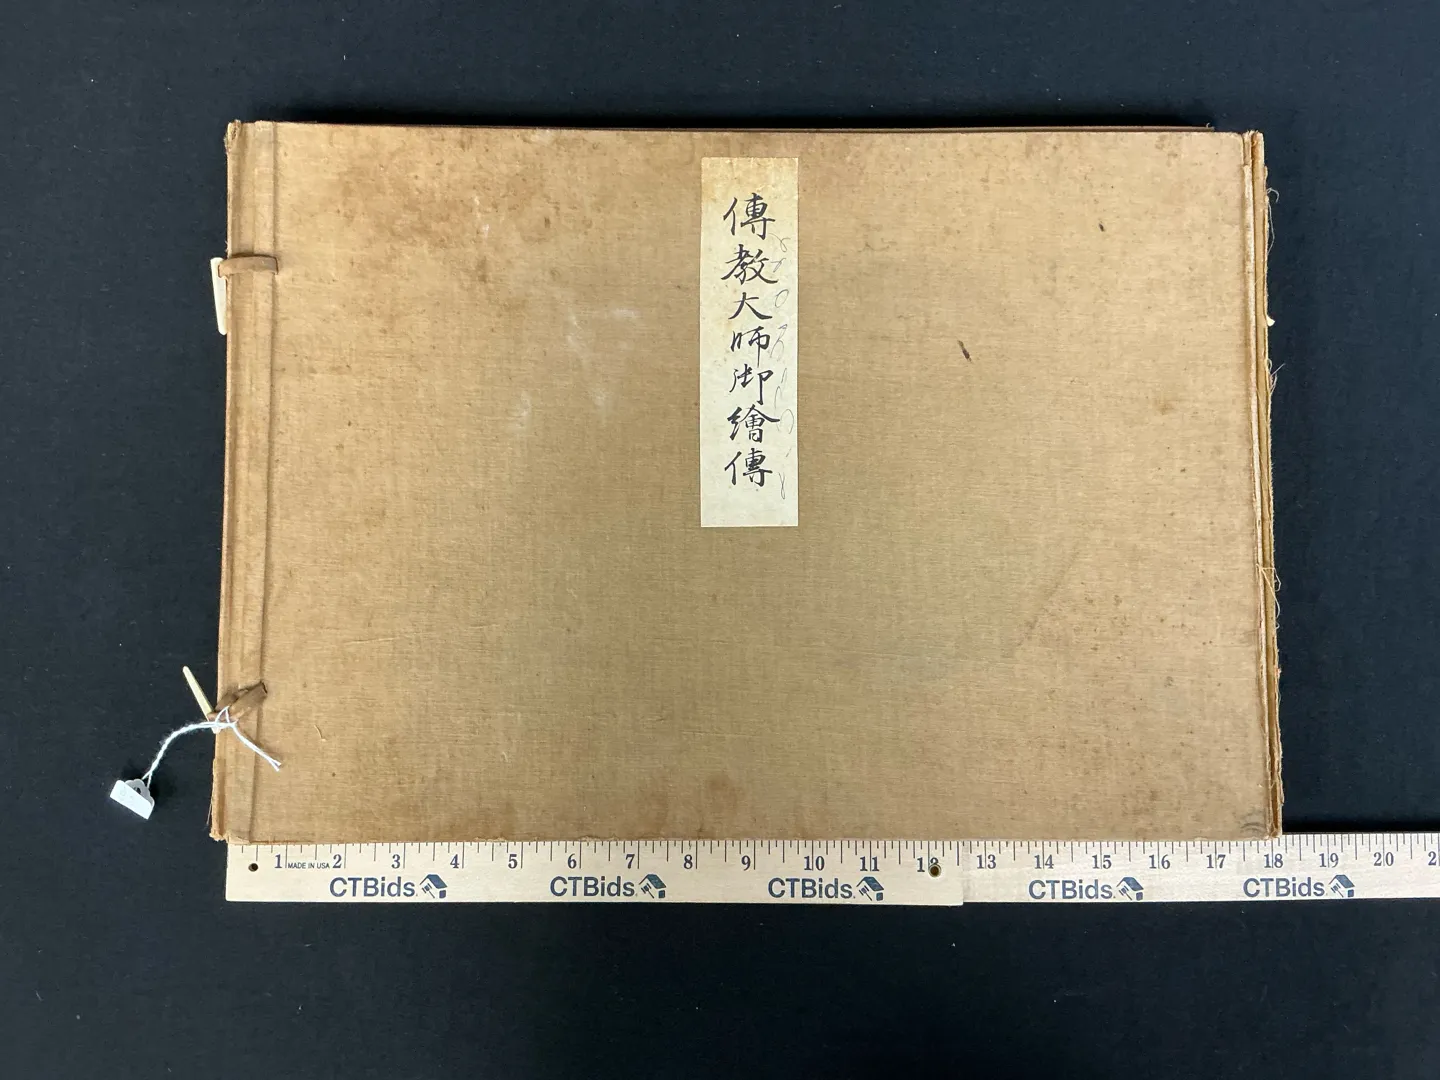 傳教大師御繪傳
1 MADE IN USA 2 3 4 5 6 7 8 9 10 11 12 13 14 15 16 17 18 19 20
CTBids. CTBids. CTBids. CTBids. CTBids.